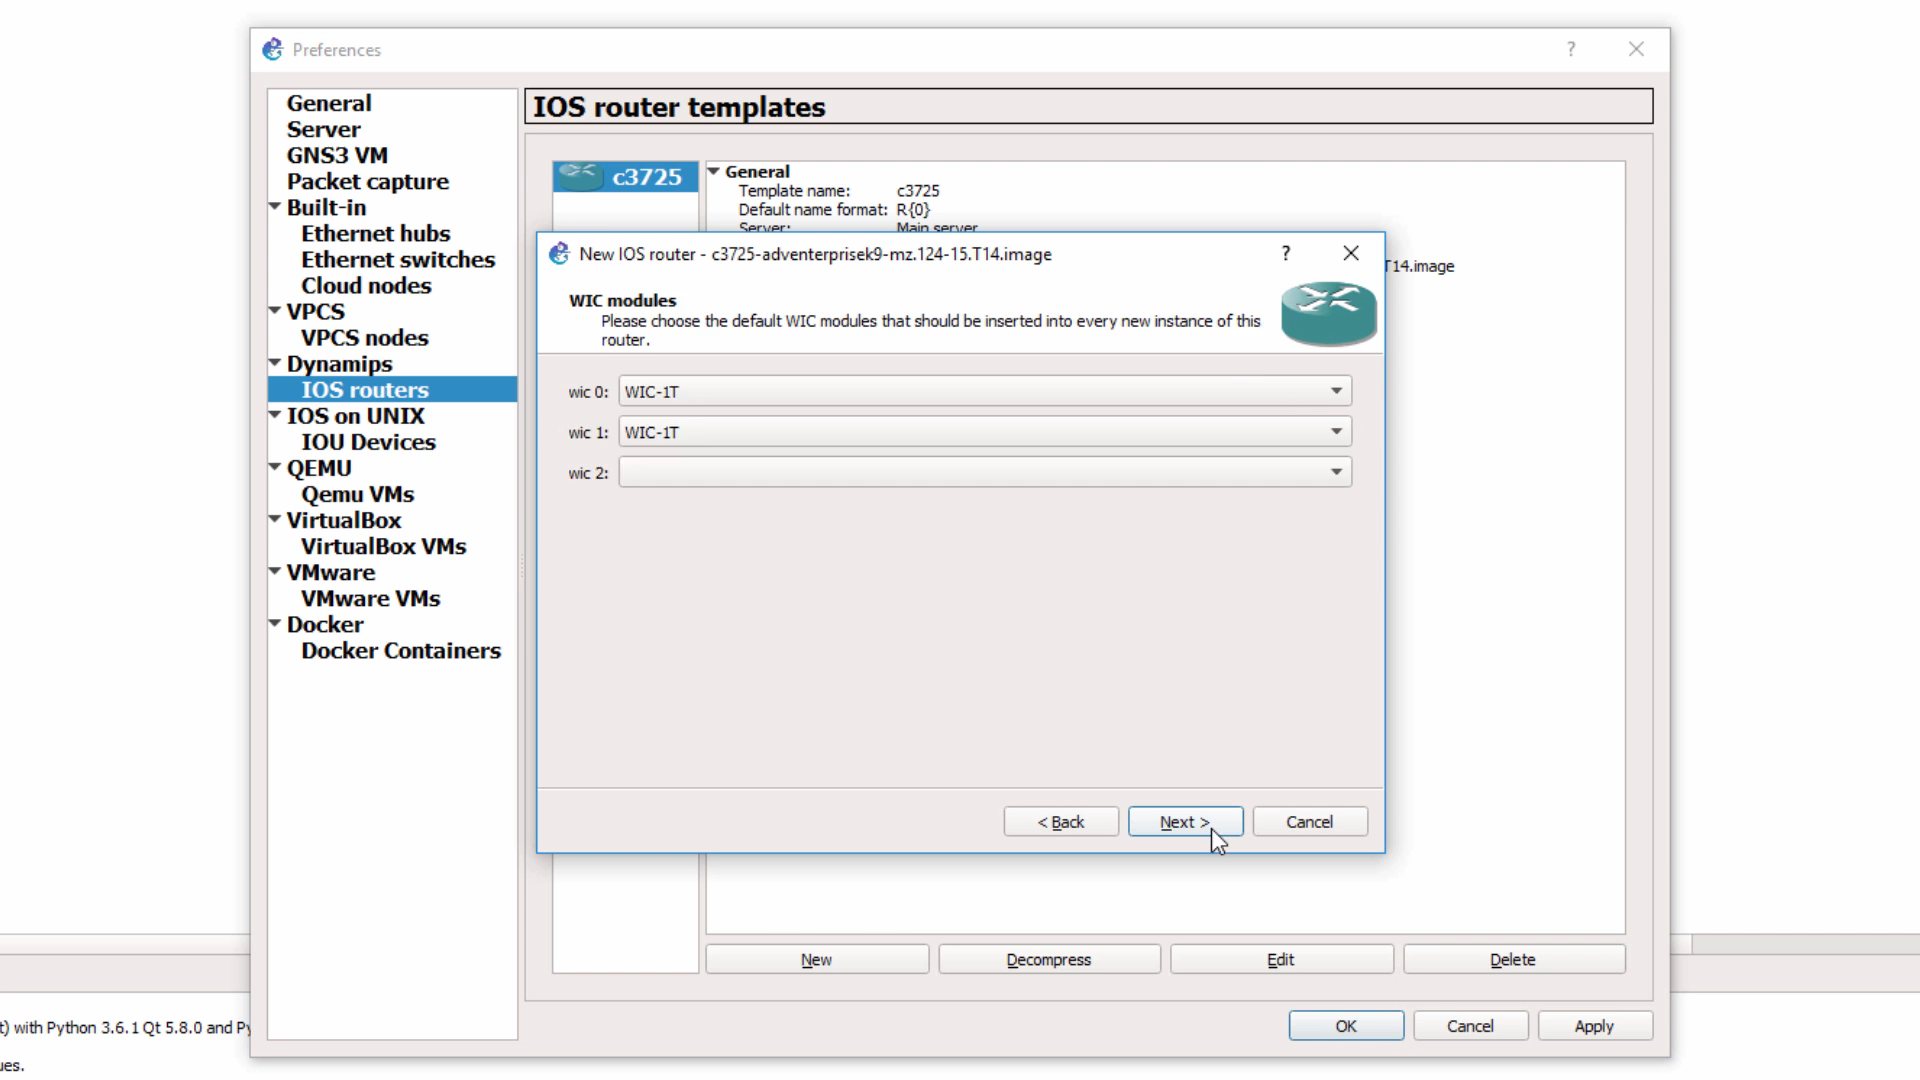 Preferences
?
General
Server
GNS3 VM
Packet capture
Built-in
Ethernet hubs
Ethernet switches
Cloud nodes
VPCS
VPCS nodes
Dynamips
IOS routers
IOS on UNIX
IOU Devices
QEMU
Qemu VMs
VirtualBox
VirtualBox VMs
VMware
VMware VMs
Docker
Docker Containers
IOS router templates
c3725
General
Template name: c3725
Default name format: R{0}
Server: Main server
T14.image
New IOS router - c3725-adventerprisek9-mz.124-15.T14.image
?
WIC modules
Please choose the default WIC modules that should be inserted into every new instance of this
router.
wic 0: WIC-1T
wic 1: WIC-1T
wic 2:
< Back Next > Cancel
New Decompress Edit Delete
OK Cancel Apply
t) with Python 3.6.1 Qt 5.8.0 and Py
ues.